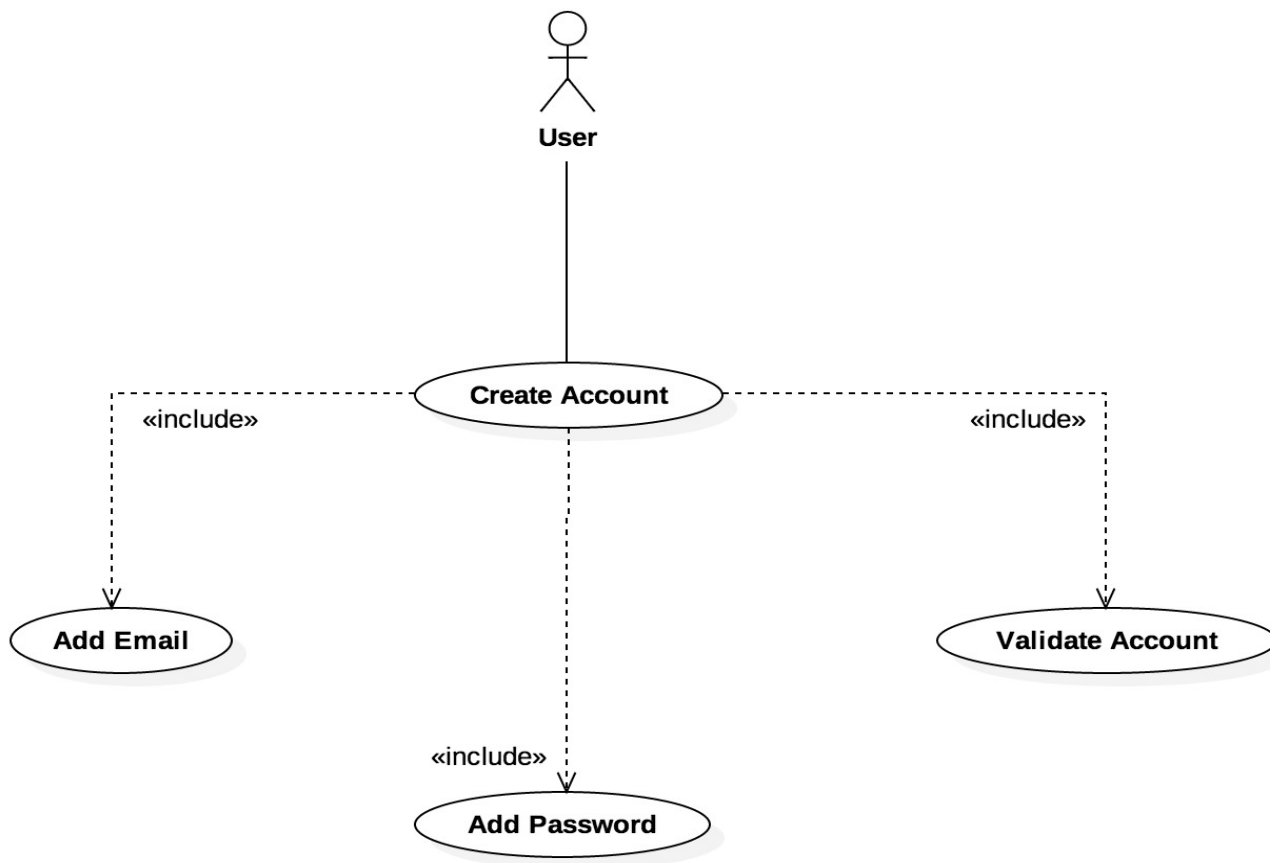 User
Create Account
«include»
«include»
Add Email
Validate Account
«include»
Add Password